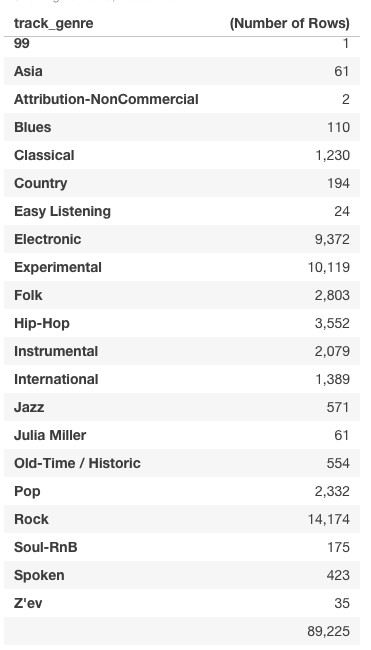 track_genre (Number of Rows)
99 1
Asia 61
Attribution-NonCommercial 2
Blues 110
Classical 1,230
Country 194
Easy Listening 24
Electronic 9,372
Experimental 10,119
Folk 2,803
Hip-Hop 3,552
Instrumental 2,079
International 1,389
Jazz 571
Julia Miller 61
Old-Time / Historic 554
Pop 2,332
Rock 14,174
Soul-RnB 175
Spoken 423
Z'ev 35
89,225